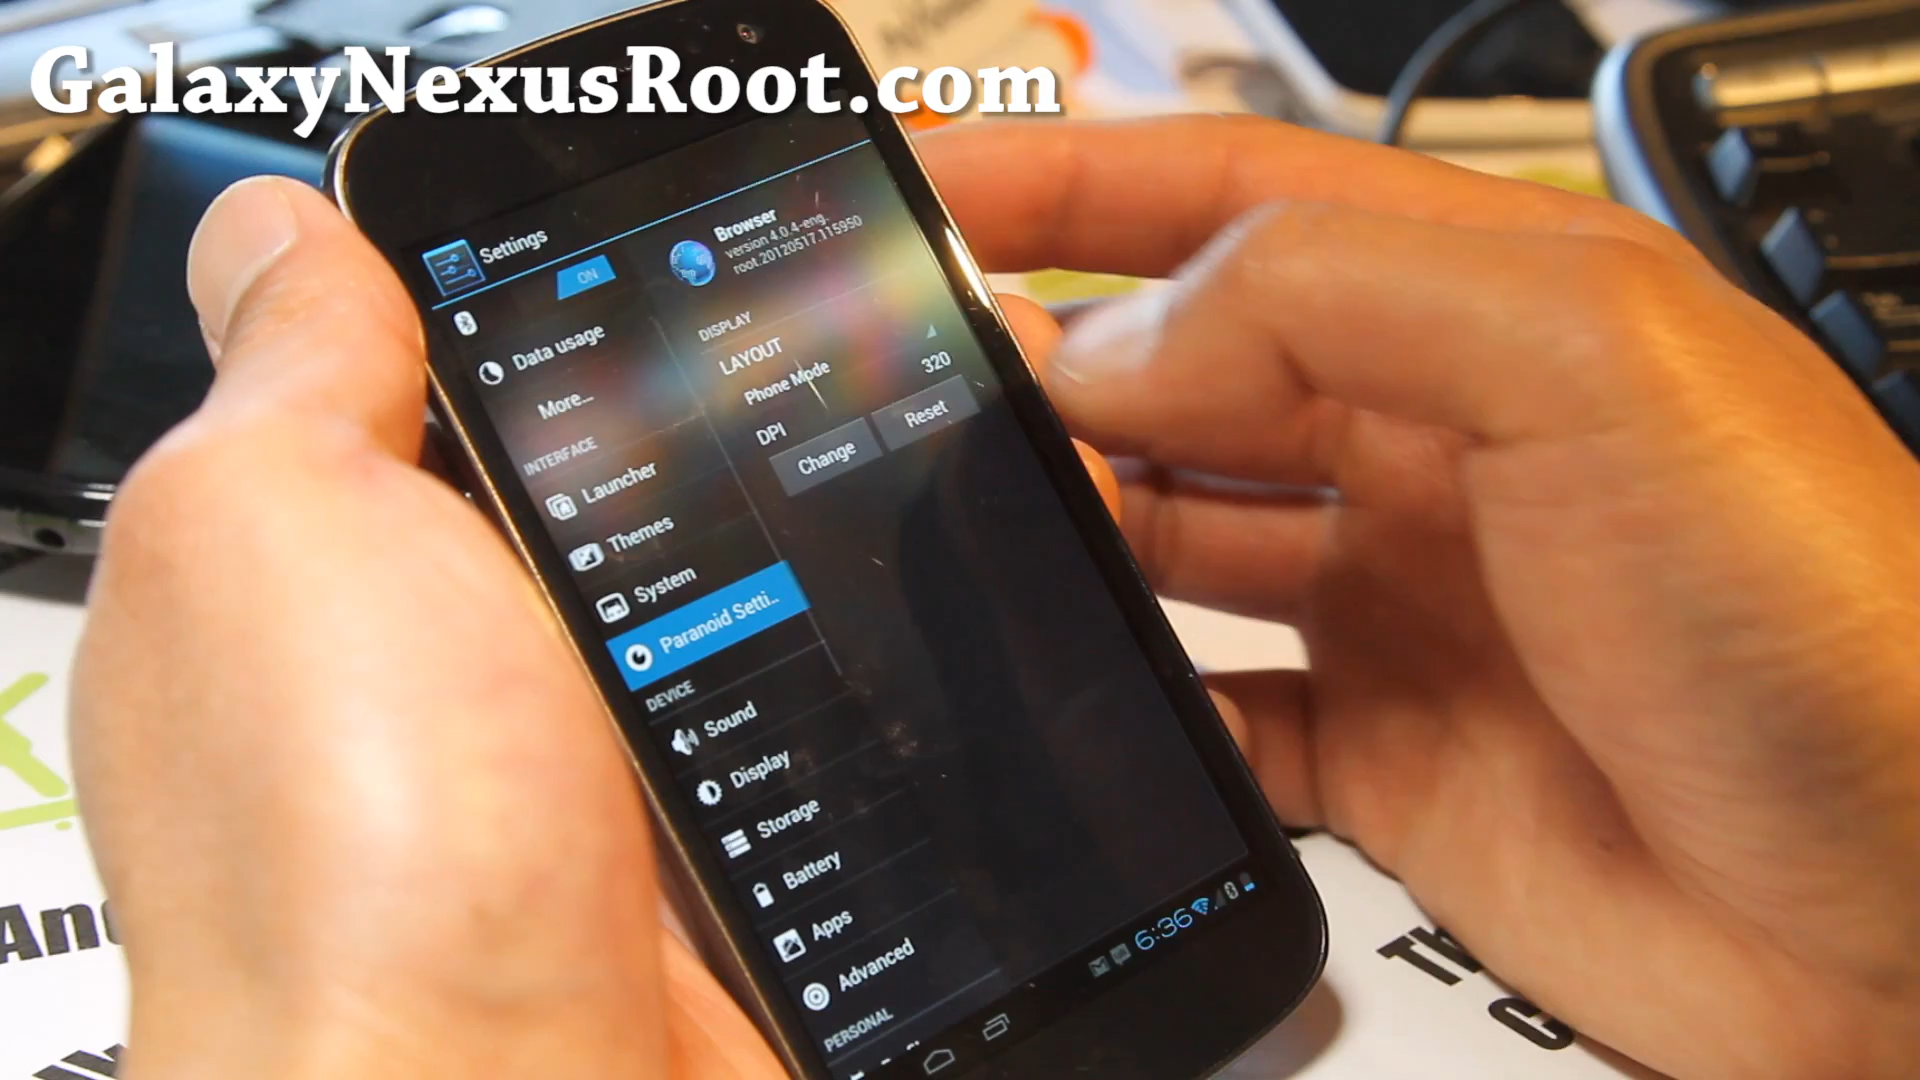 GalaxyNexusRoot.com
Settings
ON
Data usage
More...
INTERFACE
Launcher
Themes
System
Paranoid Setti..
DEVICE
Sound
Display
Storage
Battery
Apps
Advanced
PERSONAL
Browser
version 4.0.4-eng.
root.20120517.115950
DISPLAY
LAYOUT
Phone Mode
320
DPI
Change
Reset
6:36